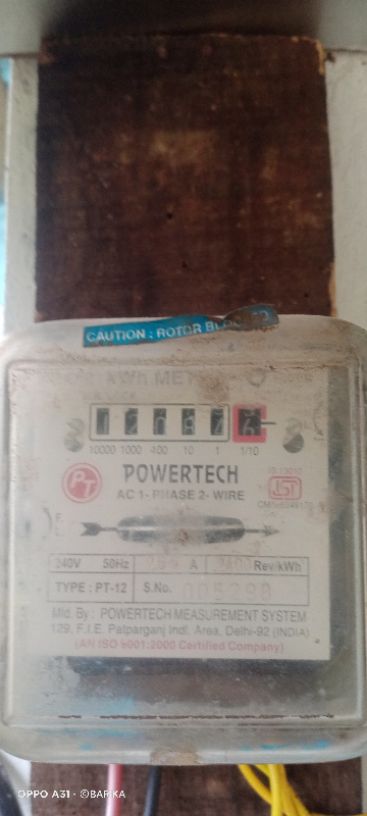 CAUTION : ROTOR
kWh
10000 1000 100 10 1 1/10
PT
POWERTECH
AC 1- PHASE 2- WIRE
240V 50Hz A Rev/kWh
TYPE : PT-12 S.No.
Mfd. By : POWERTECH MEASUREMENT SYSTEM
129, F.I.E. Patparganj Indl. Area, Delhi-92 (INDIA)
(AN ISO 9001:2000 Certified Company)
OPPO A31 · ©BARIKA